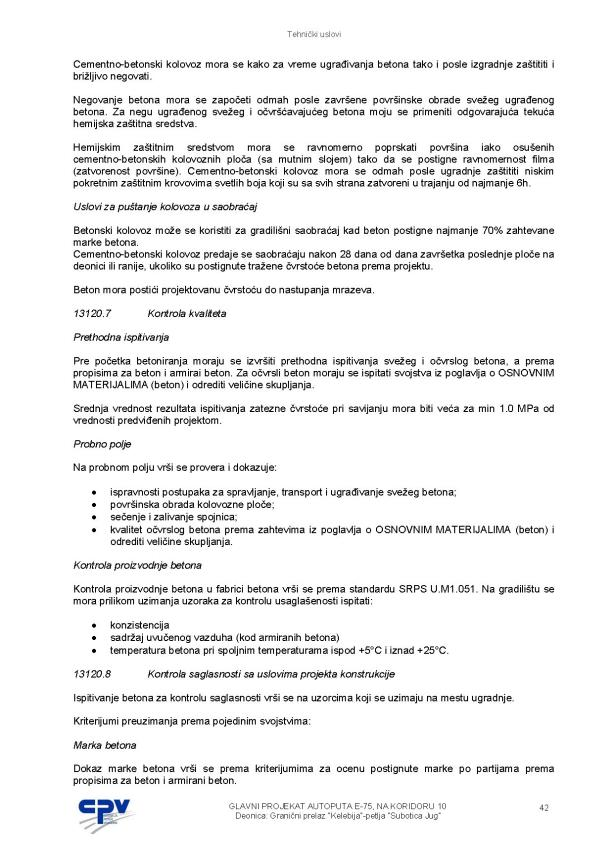 Tehnički uslovi
Cementno-betonski kolovoz mora se kako za vreme ugrađivanja betona tako i posle izgradnje zaštititi i
brižljivo negovati.
Negovanje betona mora se započeti odmah posle završene površinske obrade svežeg ugrađenog
betona. Za negu ugrađenog svežeg i očvršćavajućeg betona moju se primeniti odgovarajuća tekuća
hemijska zaštitna sredstva.
Hemijskim zaštitnim sredstvom mora se ravnomerno poprskati površina iako osušenih
cementno-betonskih kolovoznih ploča (sa mutnim slojem) tako da se postigne ravnomernost filma
(zatvorenost površine). Cementno-betonski kolovoz mora se odmah posle ugradnje zaštititi niskim
pokretnim zaštitnim krovovima svetlih boja koji su sa svih strana zatvoreni u trajanju od najmanje 6h.
Uslovi za puštanje kolovoza u saobraćaj
Betonski kolovoz može se koristiti za gradilišni saobraćaj kad beton postigne najmanje 70% zahtevane
marke betona.
Cementno-betonski kolovoz predaje se saobraćaju nakon 28 dana od dana završetka poslednje ploče na
deonici ili ranije, ukoliko su postignute tražene čvrstoće betona prema projektu.
Beton mora postići projektovanu čvrstoću do nastupanja mrazeva.
13120.7 Kontrola kvaliteta
Prethodna ispitivanja
Pre početka betoniranja moraju se izvršiti prethodna ispitivanja svežeg i očvrslog betona, a prema
propisima za beton i armirai beton. Za očvrsli beton moraju se ispitati svojstva iz poglavlja o OSNOVNIM
MATERIJALIMA (beton) i odrediti veličine skupljanja.
Srednja vrednost rezultata ispitivanja zatezne čvrstoće pri savijanju mora biti veća za min 1.0 MPa od
vrednosti predviđenih projektom.
Probno polje
Na probnom polju vrši se provera i dokazuje:
• ispravnosti postupaka za spravljanje, transport i ugrađivanje svežeg betona;
• površinska obrada kolovozne ploče;
• sečenje i zalivanje spojnica;
• kvalitet očvrslog betona prema zahtevima iz poglavlja o OSNOVNIM MATERIJALIMA (beton) i
odrediti veličine skupljanja.
Kontrola proizvodnje betona
Kontrola proizvodnje betona u fabrici betona vrši se prema standardu SRPS U.M1.051. Na gradilištu se
mora prilikom uzimanja uzoraka za kontrolu usaglašenosti ispitati:
• konzistencija
• sadržaj uvučenog vazduha (kod armiranih betona)
• temperatura betona pri spoljnim temperaturama ispod +5°C i iznad +25°C.
13120.8 Kontrola saglasnosti sa uslovima projekta konstrukcije
Ispitivanje betona za kontrolu saglasnosti vrši se na uzorcima koji se uzimaju na mestu ugradnje.
Kriterijumi preuzimanja prema pojedinim svojstvima:
Marka betona
Dokaz marke betona vrši se prema kriterijumima za ocenu postignute marke po partijama prema
propisima za beton i armirani beton.
CPV
GLAVNI PROJEKAT AUTOPUTA E-75, NA KORIDORU 10
Deonica: Granični prelaz "Kelebija"-petlja "Subotica Jug"
42